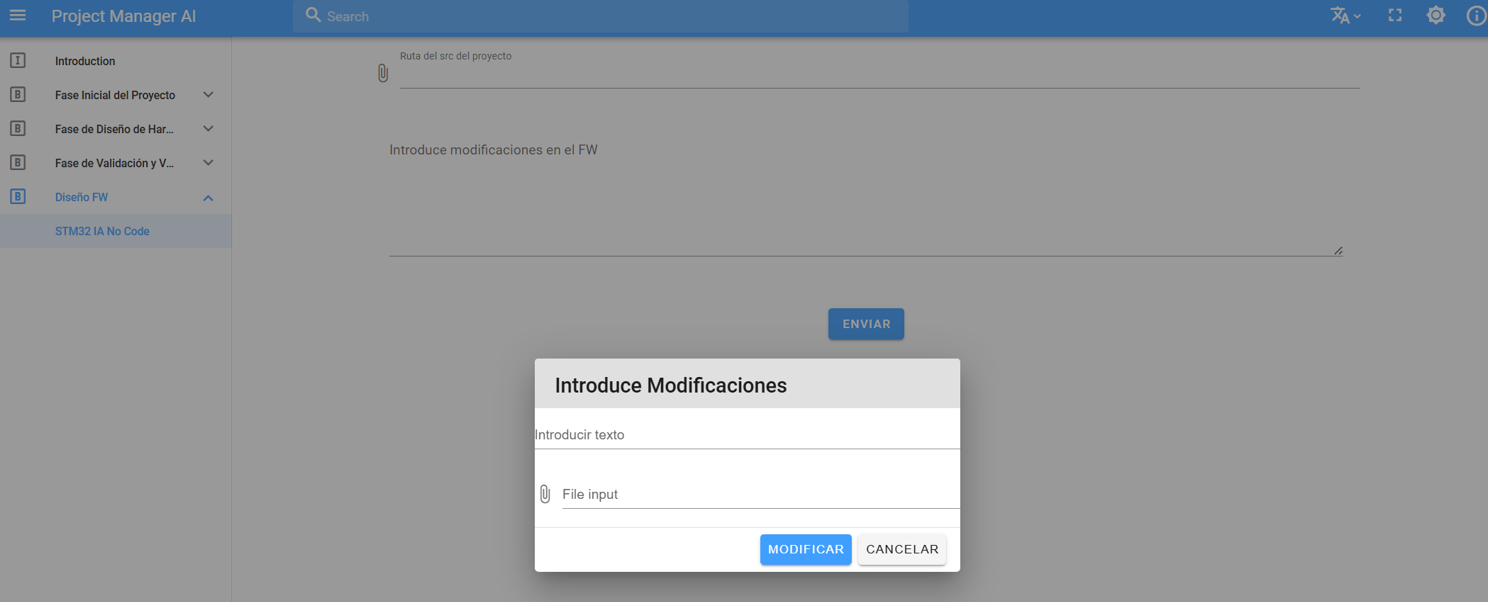 Project Manager AI
Search
Introduction
Fase Inicial del Proyecto
Fase de Diseño de Har...
Fase de Validación y V...
Diseño FW
STM32 IA No Code
Ruta del src del proyecto
Introduce modificaciones en el FW
ENVIAR
Introduce Modificaciones
Introducir texto
File input
MODIFICAR CANCELAR